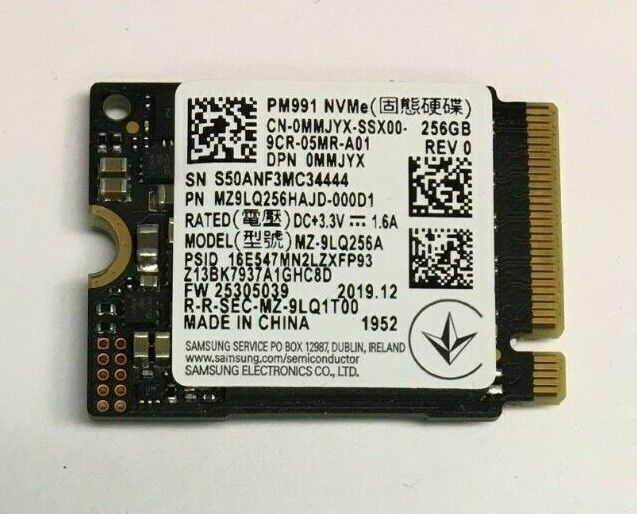 PM991 NVMe(固態硬碟)
CN-0MMJYX-SSX00- 256GB
9CR-05MR-A01 REV 0
DPN 0MMJYX
SN S50ANF3MC34444
PN MZ9LQ256HAJD-000D1
RATED(電壓)DC+3.3V ⎓ 1.6A
MODEL(型號)MZ-9LQ256A
PSID 16E547MN2LZXFP93
Z13BK7937A1GHC8D
FW 25305039 2019.12
R-R-SEC-MZ-9LQ1T00
MADE IN CHINA 1952
SAMSUNG SERVICE PO BOX 12987, DUBLIN, IRELAND
www.samsung.com/semiconductor
SAMSUNG ELECTRONICS CO., LTD.